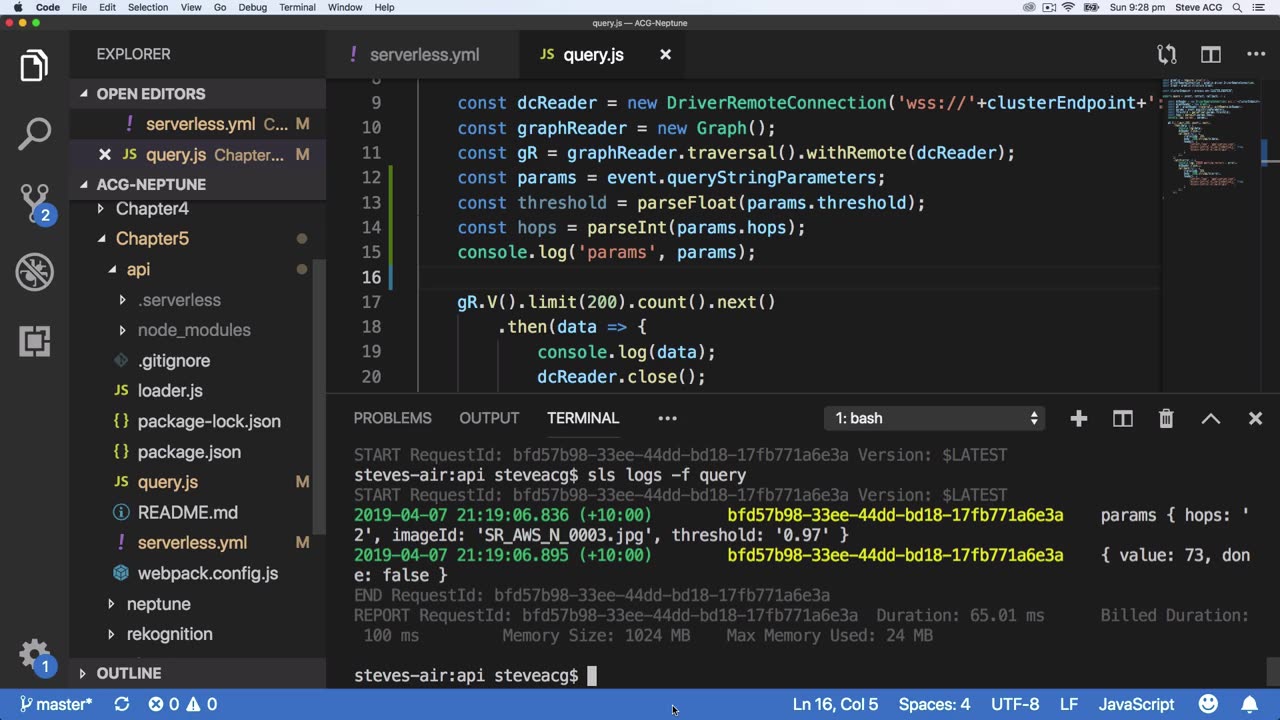 Code File Edit Selection View Go Debug Terminal Window Help Sun 9:28 pm Steve ACG
query.js — ACG-Neptune
EXPLORER
! serverless.yml JS query.js
OPEN EDITORS
! serverless.yml C... M
JS query.js Chapter... M
ACG-NEPTUNE
Chapter4
Chapter5
api
.serverless
node_modules
.gitignore
JS loader.js
{} package-lock.json
{} package.json
JS query.js M
README.md
! serverless.yml M
webpack.config.js
neptune
rekognition
OUTLINE
2
1
8
9 const dcReader = new DriverRemoteConnection('wss://'+clusterEndpoint+':
10 const graphReader = new Graph();
11 const gR = graphReader.traversal().withRemote(dcReader);
12 const params = event.queryStringParameters;
13 const threshold = parseFloat(params.threshold);
14 const hops = parseInt(params.hops);
15 console.log('params', params);
16
17 gR.V().limit(200).count().next()
18 .then(data => {
19 console.log(data);
20 dcReader.close();
PROBLEMS OUTPUT TERMINAL ... 1: bash
START RequestId: bfd57b98-33ee-44dd-bd18-17fb771a6e3a Version: $LATEST
steves-air:api steveacg$ sls logs -f query
START RequestId: bfd57b98-33ee-44dd-bd18-17fb771a6e3a Version: $LATEST
2019-04-07 21:19:06.836 (+10:00) bfd57b98-33ee-44dd-bd18-17fb771a6e3a params { hops: '
2', imageId: 'SR_AWS_N_0003.jpg', threshold: '0.97' }
2019-04-07 21:19:06.895 (+10:00) bfd57b98-33ee-44dd-bd18-17fb771a6e3a { value: 73, don
e: false }
END RequestId: bfd57b98-33ee-44dd-bd18-17fb771a6e3a
REPORT RequestId: bfd57b98-33ee-44dd-bd18-17fb771a6e3a Duration: 65.01 ms Billed Duration:
100 ms Memory Size: 1024 MB Max Memory Used: 24 MB
steves-air:api steveacg$
master* 0 0 Ln 16, Col 5 Spaces: 4 UTF-8 LF JavaScript